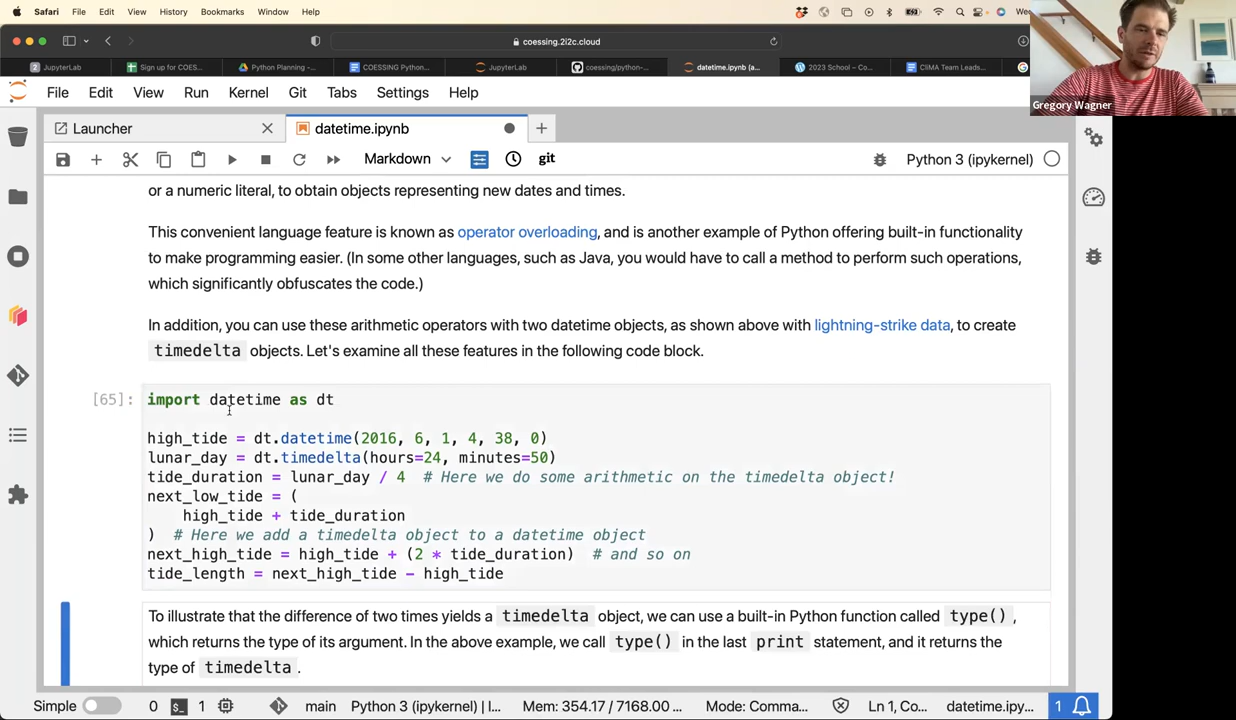 Safari File Edit View History Bookmarks Window Help
coessing.2i2c.cloud
JupyterLab Sign up for COES... Python Planning -... COESSING Python... JupyterLab coessing/python-... datetime.ipynb (a... 2023 School – Co... CliMA Team Leads...
Gregory Wagner
File Edit View Run Kernel Git Tabs Settings Help
Launcher datetime.ipynb
Markdown git Python 3 (ipykernel)
or a numeric literal, to obtain objects representing new dates and times.
This convenient language feature is known as operator overloading, and is another example of Python offering built-in functionality
to make programming easier. (In some other languages, such as Java, you would have to call a method to perform such operations,
which significantly obfuscates the code.)
In addition, you can use these arithmetic operators with two datetime objects, as shown above with lightning-strike data, to create
timedelta objects. Let's examine all these features in the following code block.
[65]: import datetime as dt
high_tide = dt.datetime(2016, 6, 1, 4, 38, 0)
lunar_day = dt.timedelta(hours=24, minutes=50)
tide_duration = lunar_day / 4 # Here we do some arithmetic on the timedelta object!
next_low_tide = (
high_tide + tide_duration
) # Here we add a timedelta object to a datetime object
next_high_tide = high_tide + (2 * tide_duration) # and so on
tide_length = next_high_tide - high_tide
To illustrate that the difference of two times yields a timedelta object, we can use a built-in Python function called type(),
which returns the type of its argument. In the above example, we call type() in the last print statement, and it returns the
type of timedelta.
Simple 0 1 main Python 3 (ipykernel) | I... Mem: 354.17 / 7168.00 ... Mode: Comma... Ln 1, Co... datetime.ipy... 1